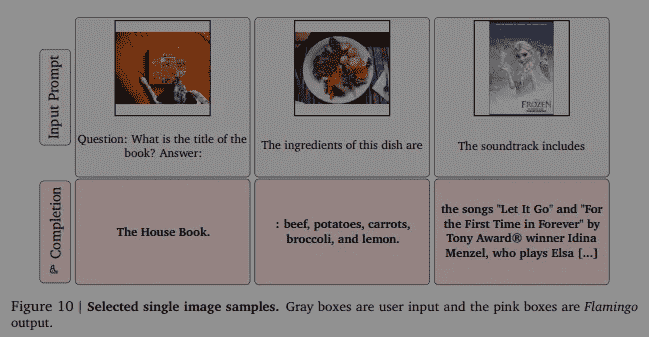 Input Prompt
FROZEN
Question: What is the title of the
book? Answer:
The ingredients of this dish are
The soundtrack includes
Completion
The House Book.
: beef, potatoes, carrots,
broccoli, and lemon.
the songs "Let It Go" and "For
the First Time in Forever" by
Tony Award® winner Idina
Menzel, who plays Elsa [...]
Figure 10 | Selected single image samples. Gray boxes are user input and the pink boxes are Flamingo
output.